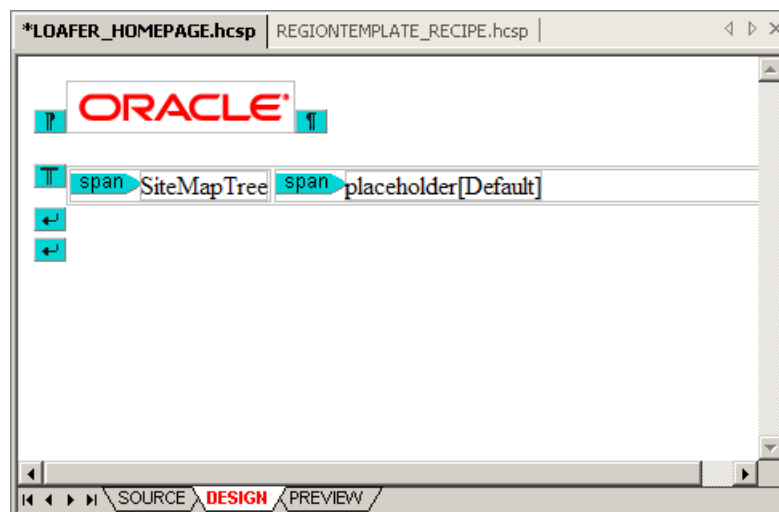 *LOAFER_HOMEPAGE.hcsp REGIONTEMPLATE_RECIPE.hcsp
ORACLE
span SiteMapTree span placeholder[Default]
SOURCE DESIGN PREVIEW